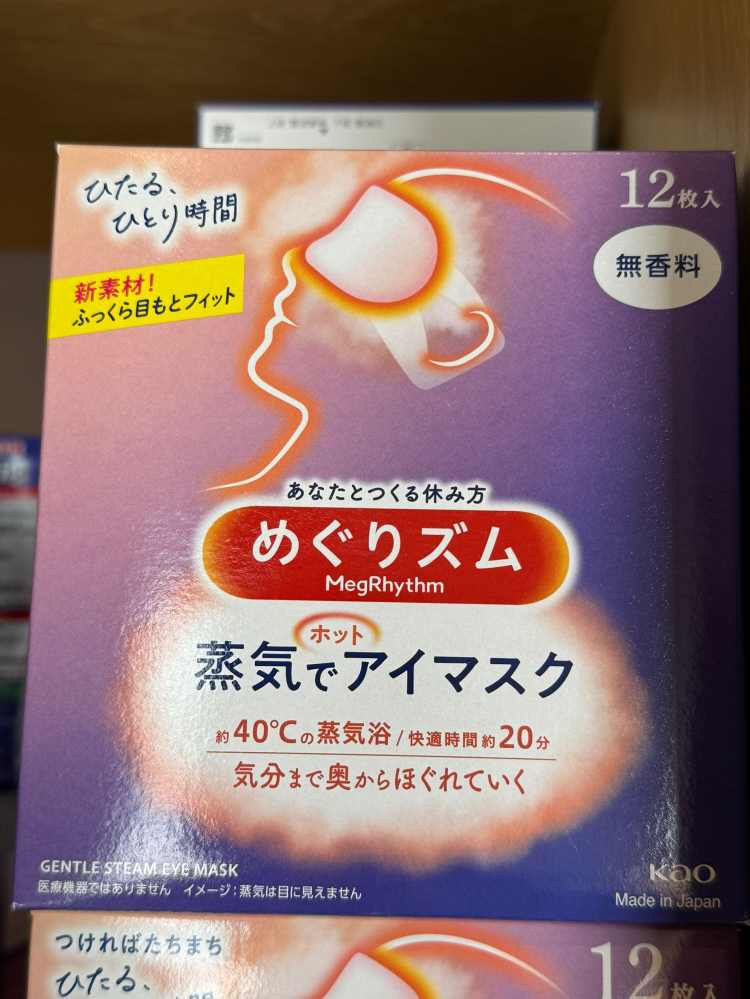 ひたる、
ひとり時間
12枚入
無香料
新素材!
ふっくら目もとフィット
あなたとつくる休み方
めぐりズム
MegRhythm
ホット
蒸気でアイマスク
約40℃の蒸気浴/快適時間約20分
気分まで奥からほぐれていく
GENTLE STEAM EYE MASK
医療機器ではありません イメージ:蒸気は目に見えません
Kao
Made in Japan
つければたちまち
ひたる、
12枚入